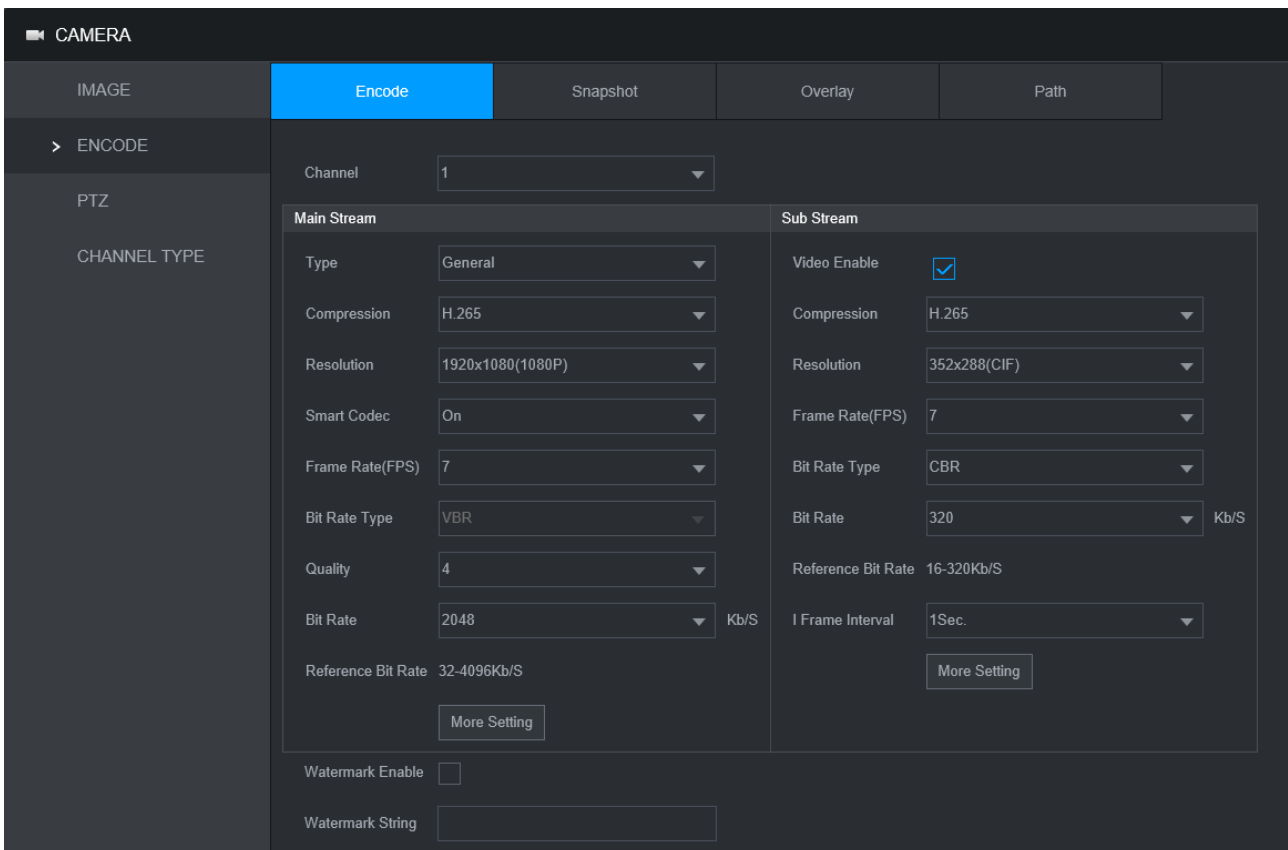 CAMERA
IMAGE
ENCODE
PTZ
CHANNEL TYPE
Encode Snapshot Overlay Path
Channel 1
Main Stream
Type General
Compression H.265
Resolution 1920x1080(1080P)
Smart Codec On
Frame Rate(FPS) 7
Bit Rate Type VBR
Quality 4
Bit Rate 2048 Kb/S
Reference Bit Rate 32-4096Kb/S
More Setting
Sub Stream
Video Enable
Compression H.265
Resolution 352x288(CIF)
Frame Rate(FPS) 7
Bit Rate Type CBR
Bit Rate 320 Kb/S
Reference Bit Rate 16-320Kb/S
I Frame Interval 1Sec.
More Setting
Watermark Enable
Watermark String